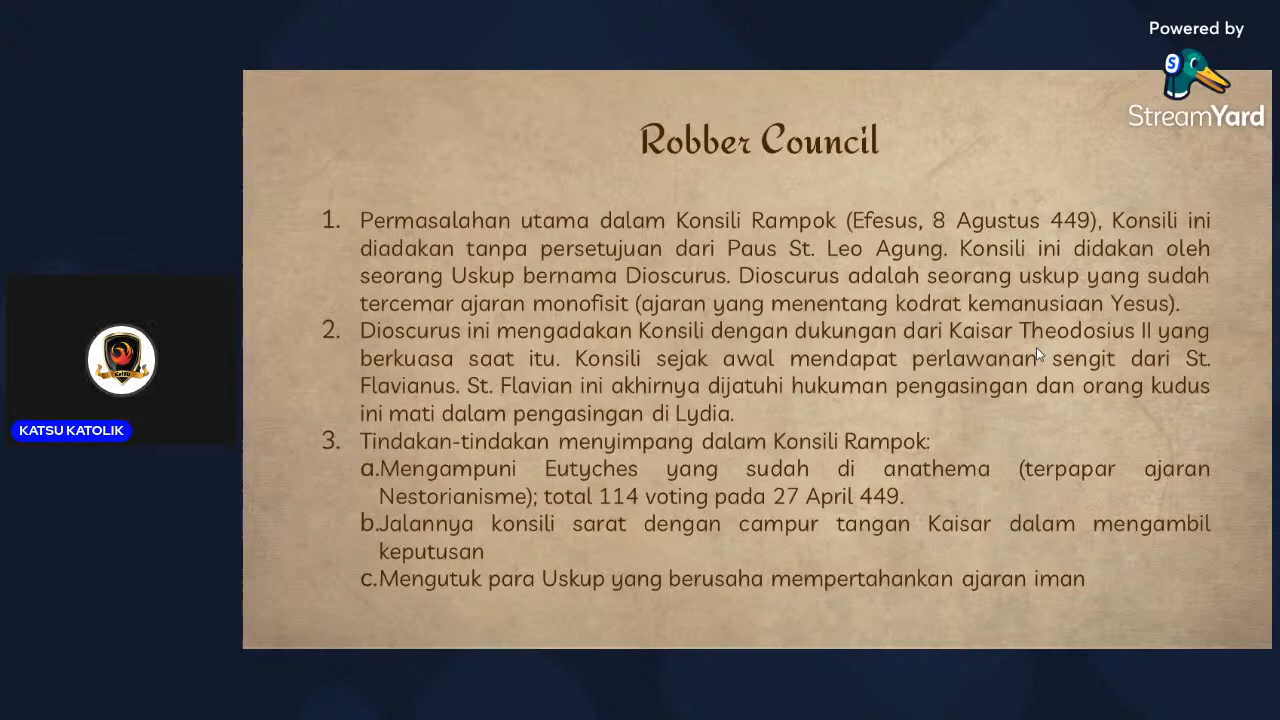 Powered by
StreamYard
Robber Council
1. Permasalahan utama dalam Konsili Rampok (Efesus, 8 Agustus 449), Konsili ini
diadakan tanpa persetujuan dari Paus St. Leo Agung. Konsili ini didakan oleh
seorang Uskup bernama Dioscurus. Dioscurus adalah seorang uskup yang sudah
tercemar ajaran monofisit (ajaran yang menentang kodrat kemanusiaan Yesus).
2. Dioscurus ini mengadakan Konsili dengan dukungan dari Kaisar Theodosius II yang
berkuasa saat itu. Konsili sejak awal mendapat perlawanan sengit dari St.
Flavianus. St. Flavian ini akhirnya dijatuhi hukuman pengasingan dan orang kudus
ini mati dalam pengasingan di Lydia.
3. Tindakan-tindakan menyimpang dalam Konsili Rampok:
a.Mengampuni Eutyches yang sudah di anathema (terpapar ajaran
Nestorianisme); total 114 voting pada 27 April 449.
b.Jalannya konsili sarat dengan campur tangan Kaisar dalam mengambil
keputusan
c.Mengutuk para Uskup yang berusaha mempertahankan ajaran iman
KatSu
KATSU KATOLIK